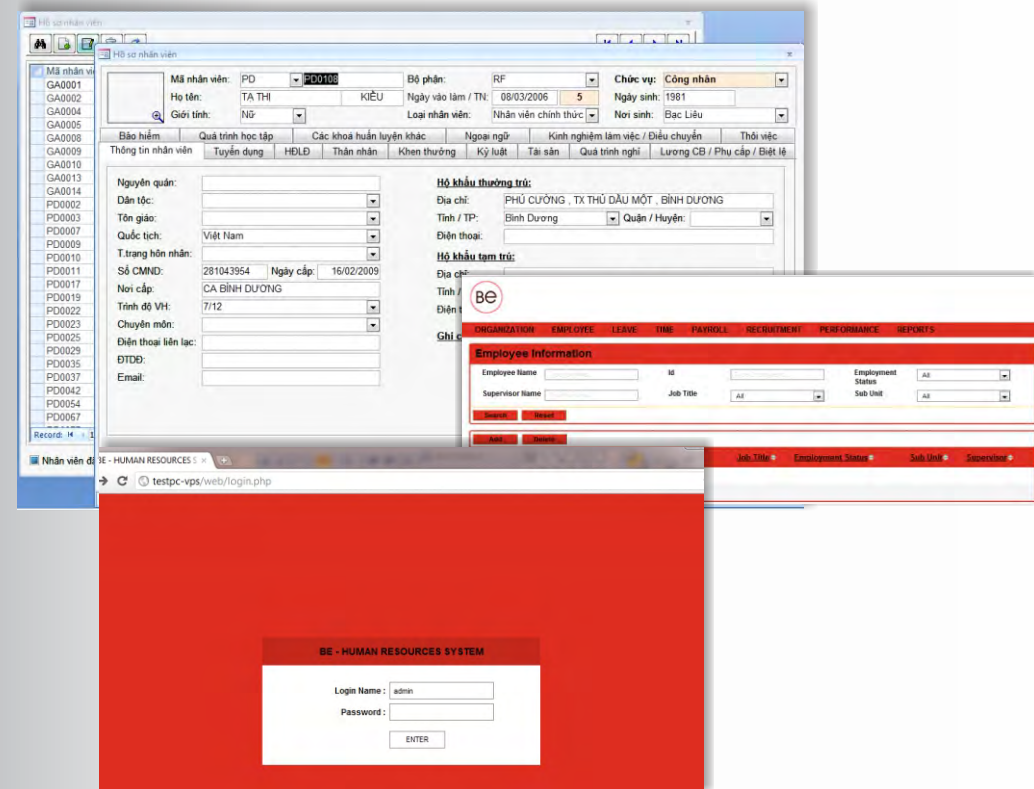 Hồ sơ nhân viên
Hồ sơ nhân viên
Mã nhân viên: PD PD0108 Bộ phận: RF Chức vụ: Công nhân
Họ tên: TA THI KIỀU Ngày vào làm / TN: 08/03/2006 5 Ngày sinh: 1981
Giới tính: Nữ Loại nhân viên: Nhân viên chính thức Nơi sinh: Bạc Liêu
Bảo hiểm Quá trình học tập Các khoá huấn luyện khác Ngoại ngữ Kinh nghiệm làm việc / Điều chuyển Thôi việc
Thông tin nhân viên Tuyển dụng HĐLĐ Thân nhân Khen thưởng Kỷ luật Tài sản Quá trình nghỉ Lương CB / Phụ cấp / Biệt lệ
Nguyên quán:
Dân tộc:
Tôn giáo:
Quốc tịch: Việt Nam
T.trạng hôn nhân:
Số CMND: 281043954 Ngày cấp: 16/02/2009
Nơi cấp: CA BÌNH DƯƠNG
Trình độ VH: 7/12
Chuyên môn:
Điện thoại liên lạc:
ĐTDĐ:
Email:
Hộ khẩu thường trú:
Địa chỉ: PHÚ CƯỜNG , TX THỦ DẦU MỘT , BÌNH DƯƠNG
Tỉnh / TP: Bình Dương Quận / Huyện:
Điện thoại:
Hộ khẩu tạm trú:
Địa chỉ:
Tỉnh /
Điện t
Ghi c
Mã nhân vi
GA0001
GA0002
GA0004
GA0005
GA0008
GA0009
GA0010
GA0013
GA0014
PD0002
PD0003
PD0007
PD0009
PD0010
PD0011
PD0017
PD0019
PD0022
PD0023
PD0025
PD0029
PD0035
PD0037
PD0042
PD0054
PD0067
Record: 1
Nhân viên đã
Be
ORGANIZATION EMPLOYEE LEAVE TIME PAYROLL RECRUITMENT PERFORMANCE REPORTS
Employee Information
Employee Name Id Employment Status All
Supervisor Name Job Title All Sub Unit All
Search Reset
Add Delete
Job Title Employment Status Sub Unit Supervisor
BE - HUMAN RESOURCES S
testpc-vps/web/login.php
BE - HUMAN RESOURCES SYSTEM
Login Name : admin
Password :
ENTER